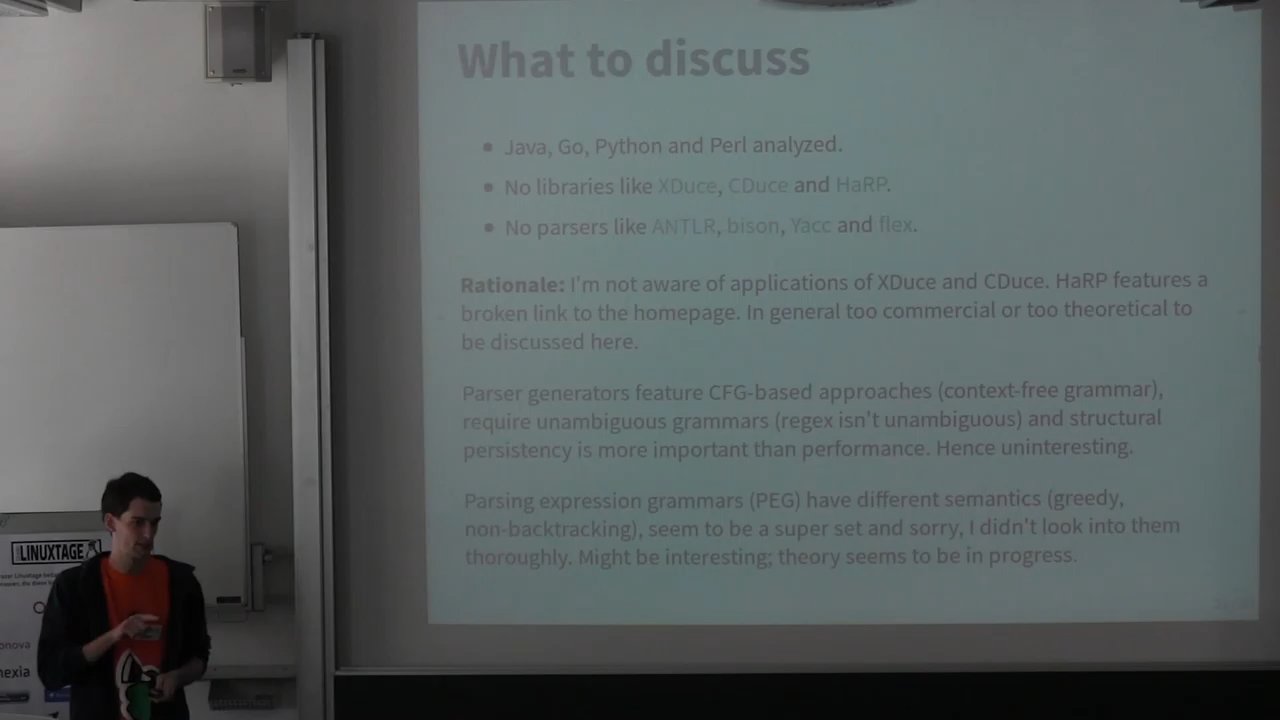 What to discuss
Java, Go, Python and Perl analyzed.
No libraries like XDuce, CDuce and HaRP.
No parsers like ANTLR, bison, Yacc and flex.
Rationale: I'm not aware of applications of XDuce and CDuce. HaRP features a
broken link to the homepage. In general too commercial or too theoretical to
be discussed here.
Parser generators feature CFG-based approaches (context-free grammar),
require unambiguous grammars (regex isn't unambiguous) and structural
persistency is more important than performance. Hence uninteresting.
Parsing expression grammars (PEG) have different semantics (greedy,
non-backtracking), seem to be a super set and sorry, I didn't look into them
thoroughly. Might be interesting; theory seems to be in progress.
LINUXTAGE